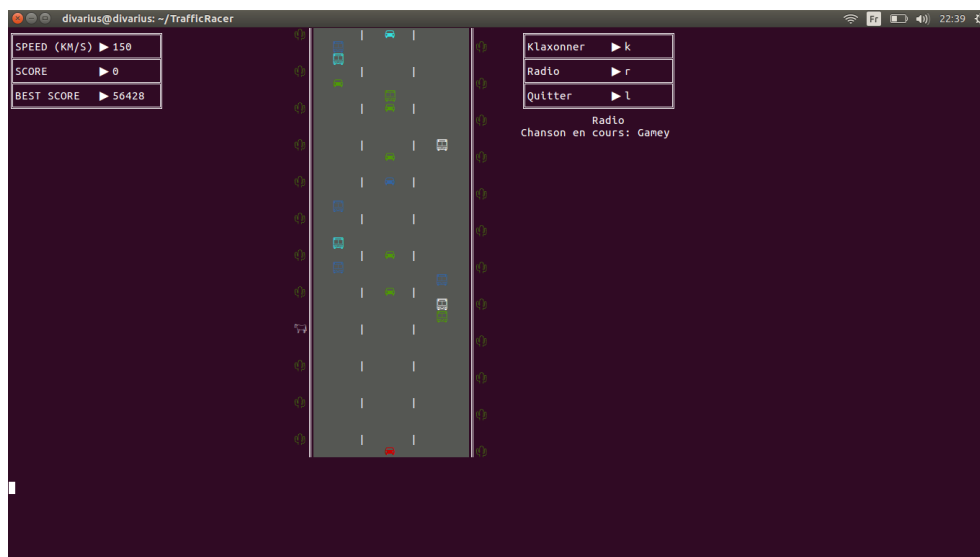 divarius@divarius: ~/TrafficRacer
Fr
22:39
SPEED (KM/S) ▶ 150
SCORE ▶ 0
BEST SCORE ▶ 56428
Klaxonner ▶ k
Radio ▶ r
Quitter ▶ l
Radio
Chanson en cours: Gamey